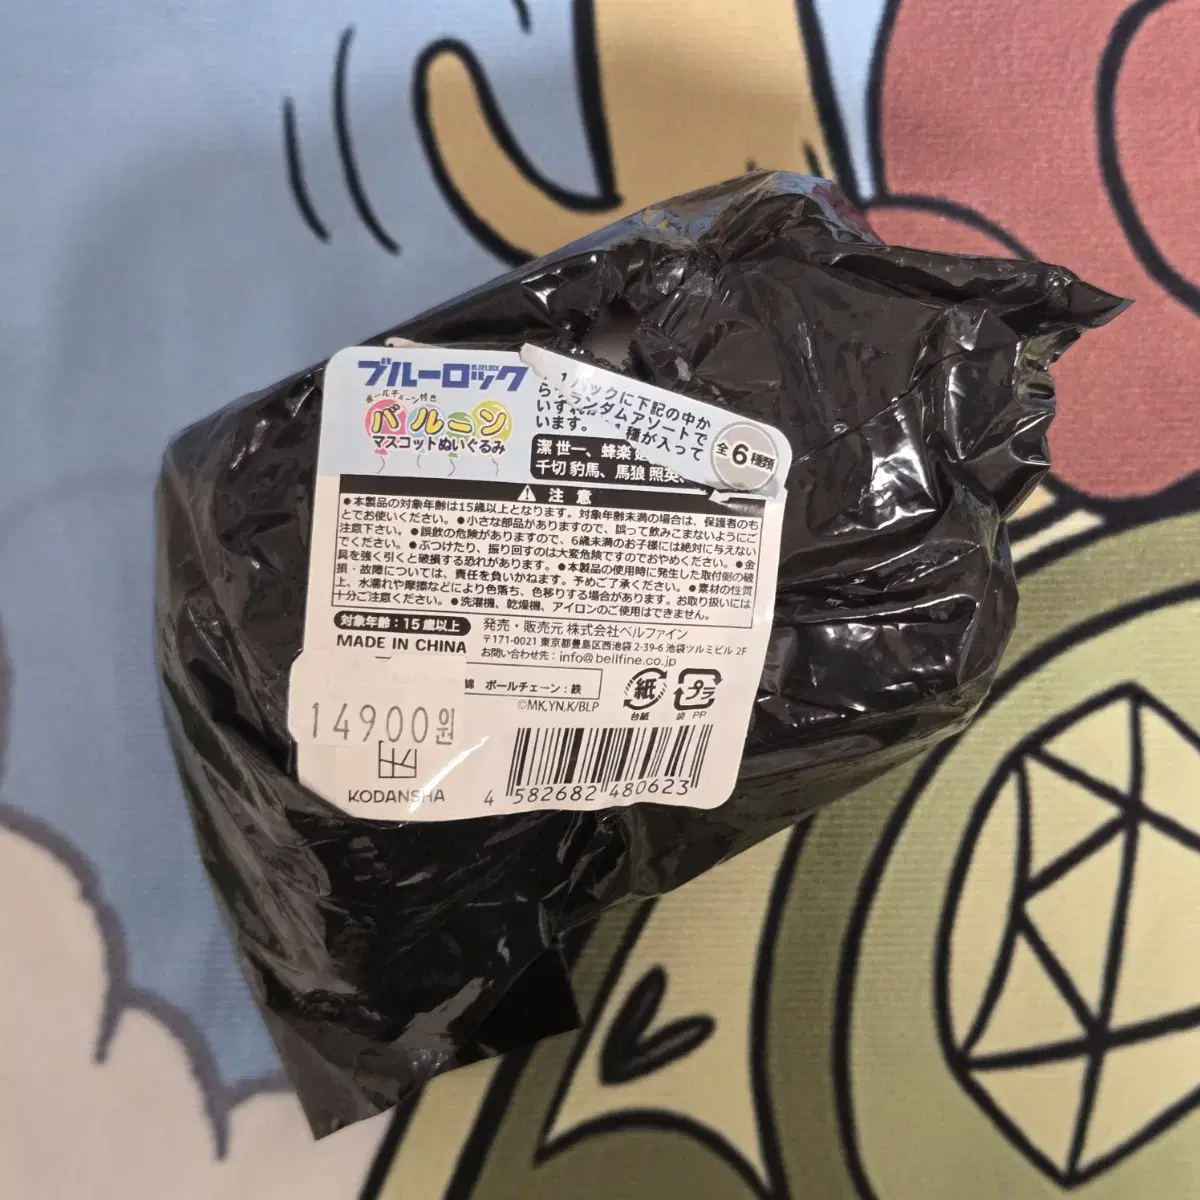 ブルーロック
BLUELOCK
ボールチェーン付き
バルーン
マスコットぬいぐるみ
パックに下記の中か
ランダムアソートで
種が入って
います。
全6種類
潔 世一、蜂楽
千切 豹馬、馬狼 照英、
注 意
●本製品の対象年齢は15歳以上となります。対象年齢未満の場合は、保護者のも
とでお使いください。●小さな部品がありますので、誤って飲みこまないようにご
注意下さい。●誤飲の危険がありますので、6歳未満のお子様には絶対に与えない
でください。●ぶつけたり、振り回すのは大変危険ですのでおやめください。●金
具を強く引くと破損する恐れがあります。●本製品の使用時に発生した取付側の破
損・故障については、責任を負いかねます。予めご了承ください。●素材の性質
上、水濡れや摩擦などにより色落ち、色移りする場合があります。お取り扱いには
十分ご注意ください。●洗濯機、乾燥機、アイロンのご使用はできません。
対象年齢：15歳以上
発売・販売元 株式会社ベルファイン
MADE IN CHINA
〒171-0021 東京都豊島区西池袋 2-39-6 池袋ツルミビル 2F
お問い合わせ先：info@bellfine.co.jp
綿 ボールチェーン：鉄
©MK,YN,K/BLP
紙
台紙
プラ
袋 PP
14900원
KODANSHA
4 582682 480623